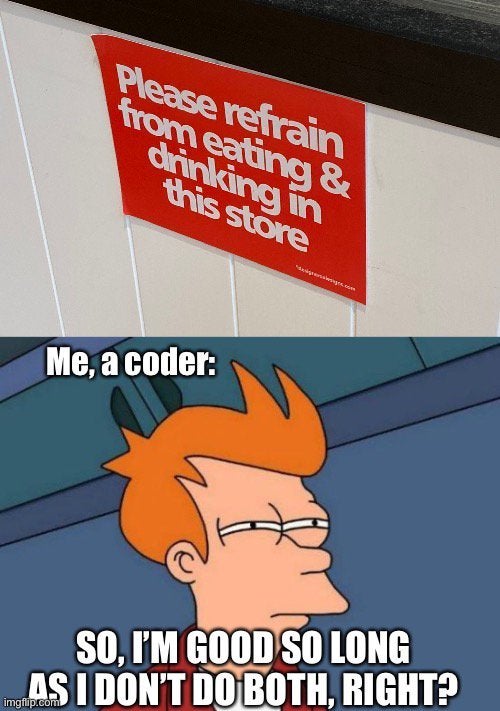 Please refrain
from eating &
drinking in
this store
Me, a coder:
SO, I'M GOOD SO LONG
AS I DON'T DO BOTH, RIGHT?
imgflip.com